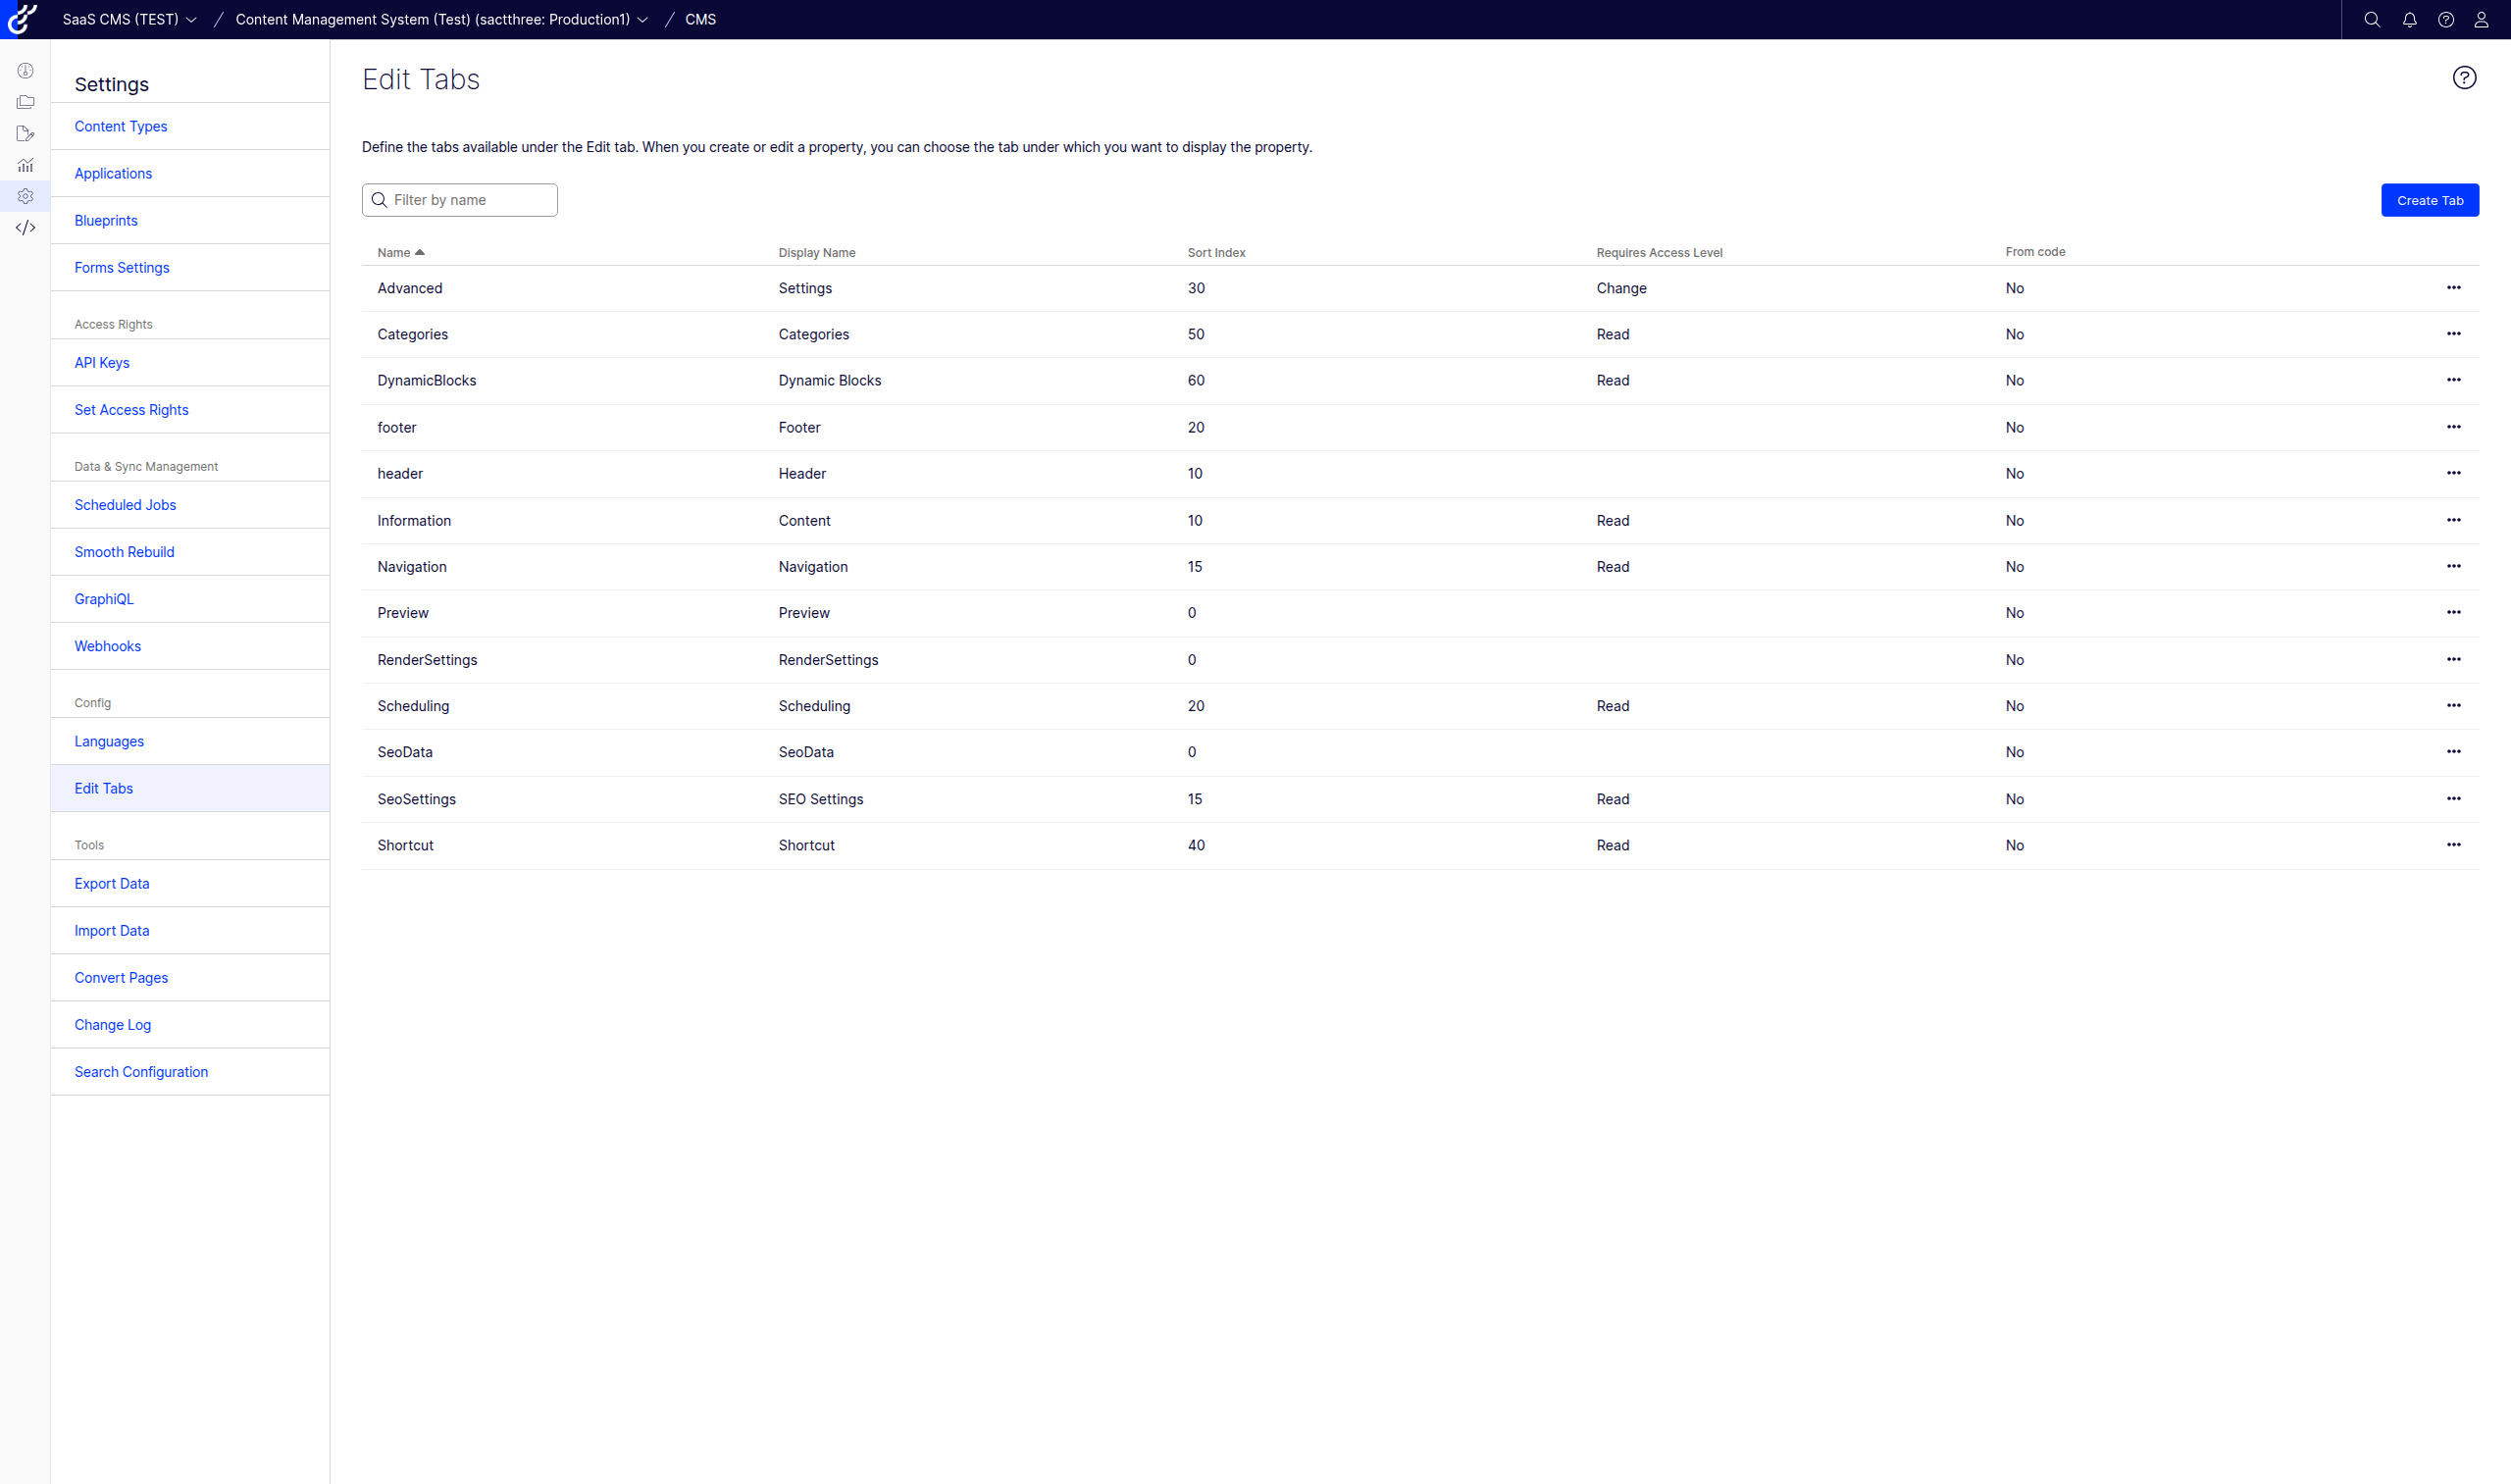 SaaS CMS (TEST) / Content Management System (Test) (sactthree: Production1) / CMS
Settings
Content Types
Applications
Blueprints
Forms Settings
Access Rights
API Keys
Set Access Rights
Data & Sync Management
Scheduled Jobs
Smooth Rebuild
GraphiQL
Webhooks
Config
Languages
Edit Tabs
Tools
Export Data
Import Data
Convert Pages
Change Log
Search Configuration
Edit Tabs
Define the tabs available under the Edit tab. When you create or edit a property, you can choose the tab under which you want to display the property.
Filter by name
Create Tab
Name Display Name Sort Index Requires Access Level From code
Advanced Settings 30 Change No
Categories Categories 50 Read No
DynamicBlocks Dynamic Blocks 60 Read No
footer Footer 20 No
header Header 10 No
Information Content 10 Read No
Navigation Navigation 15 Read No
Preview Preview 0 No
RenderSettings RenderSettings 0 No
Scheduling Scheduling 20 Read No
SeoData SeoData 0 No
SeoSettings SEO Settings 15 Read No
Shortcut Shortcut 40 Read No